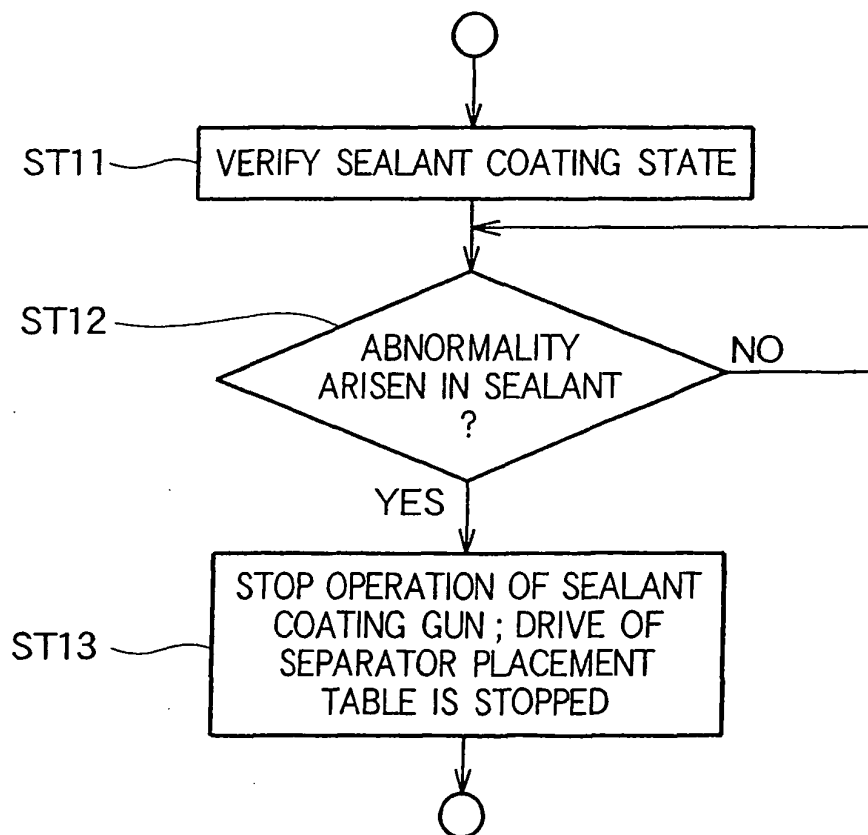 ST11
VERIFY SEALANT COATING STATE
ST12
ABNORMALITY
ARISEN IN SEALANT
?
NO
YES
ST13
STOP OPERATION OF SEALANT
COATING GUN ; DRIVE OF
SEPARATOR PLACEMENT
TABLE IS STOPPED